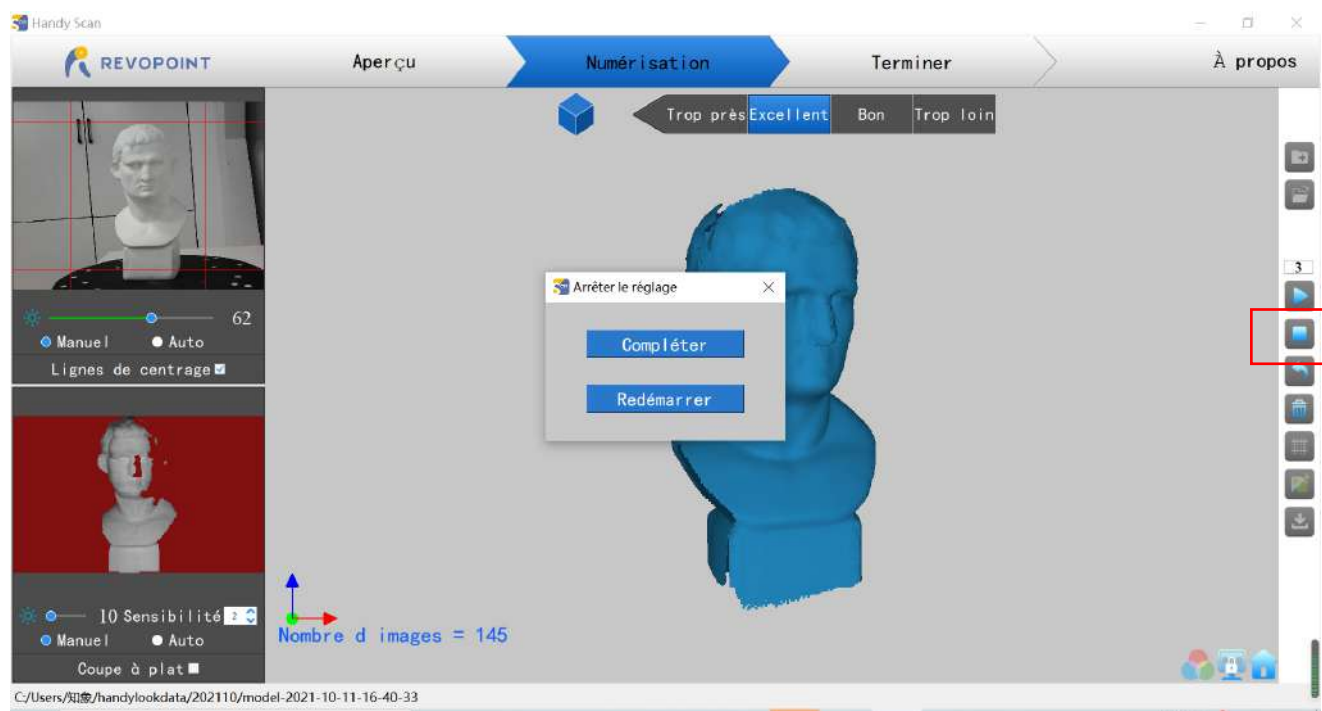 Handy Scan
REVOPOINT
Aperçu
Numérisation
Terminer
À propos
Trop près Excellent Bon Trop loin
3
62
Manuel Auto
Lignes de centrage
Arrêter le réglage
Compléter
Redémarrer
10 Sensibilité 2
Manuel Auto
Coupe à plat
Nombre d images = 145
C:/Users/知象/handylookdata/202110/model-2021-10-11-16-40-33